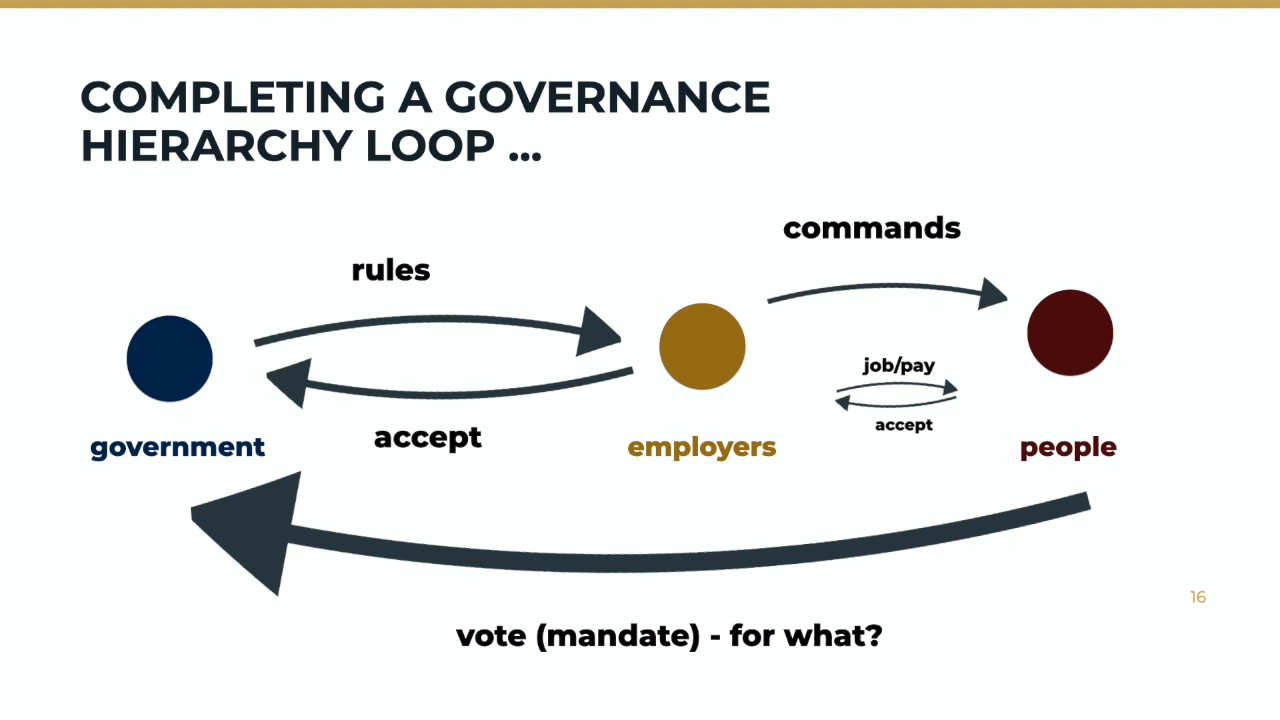 COMPLETING A GOVERNANCE
HIERARCHY LOOP ...
commands
rules
job/pay
accept
accept
government
employers
people
16
vote (mandate) - for what?